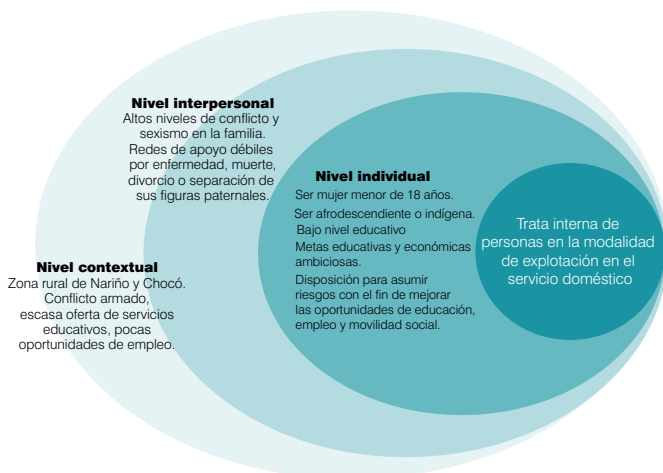 Nivel interpersonal
Altos niveles de conflicto y
sexismo en la familia.
Redes de apoyo débiles
por enfermedad, muerte,
divorcio o separación de
sus figuras paternales.
Nivel individual
Ser mujer menor de 18 años.
Ser afrodescendiente o indígena.
Bajo nivel educativo
Metas educativas y económicas
ambiciosas.
Disposición para asumir
riesgos con el fin de mejorar
las oportunidades de educación,
empleo y movilidad social.
Trata interna de
personas en la modalidad
de explotación en el
servicio doméstico
Nivel contextual
Zona rural de Nariño y Chocó.
Conflicto armado,
escasa oferta de servicios
educativos, pocas
oportunidades de empleo.